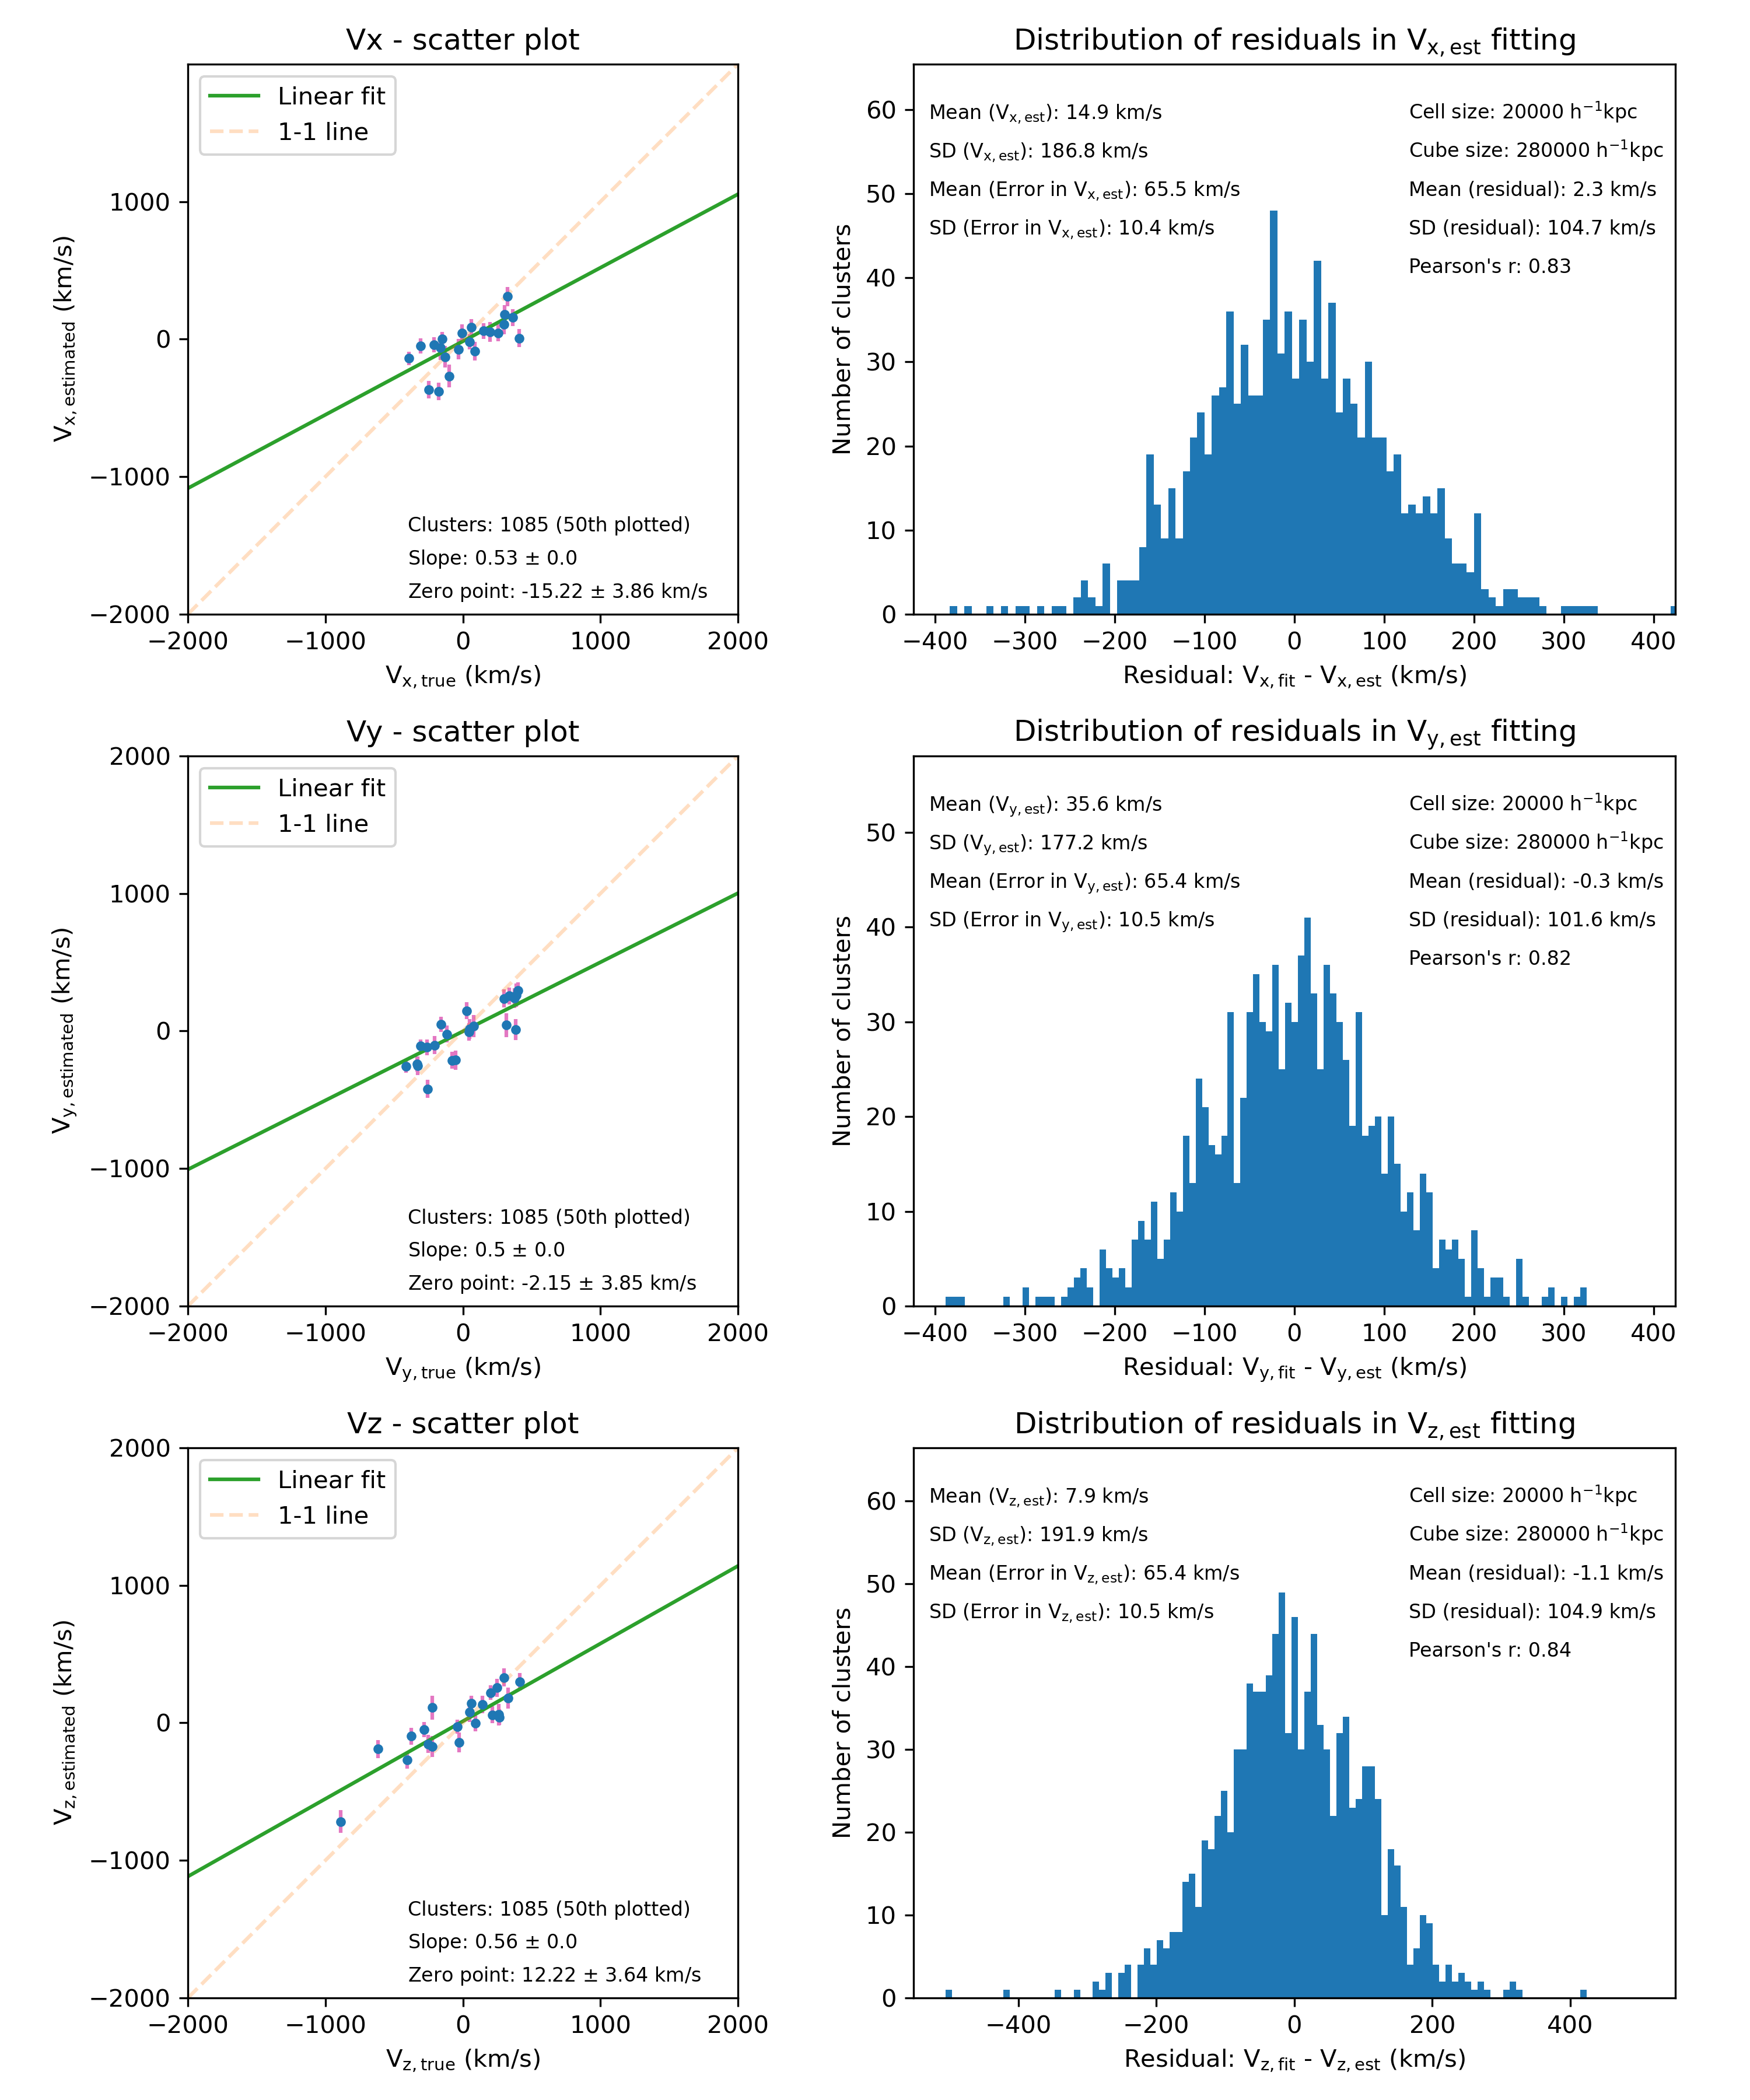 Vx - scatter plot
Linear fit
1-1 line
1000
0
−1000
−2000
−2000 −1000 0 1000 2000
V_x, estimated (km/s)
V_x, true (km/s)
Clusters: 1085 (50th plotted)
Slope: 0.53 ± 0.0
Zero point: -15.22 ± 3.86 km/s
Distribution of residuals in V_x, est fitting
Mean (V_x, est): 14.9 km/s
SD (V_x, est): 186.8 km/s
Mean (Error in V_x, est): 65.5 km/s
SD (Error in V_x, est): 10.4 km/s
Cell size: 20000 h⁻¹kpc
Cube size: 280000 h⁻¹kpc
Mean (residual): 2.3 km/s
SD (residual): 104.7 km/s
Pearson's r: 0.83
60
50
40
30
20
10
0
−400 −300 −200 −100 0 100 200 300 400
Number of clusters
Residual: V_x, fit - V_x, est (km/s)
Vy - scatter plot
Linear fit
1-1 line
2000
1000
0
−1000
−2000
−2000 −1000 0 1000 2000
V_y, estimated (km/s)
V_y, true (km/s)
Clusters: 1085 (50th plotted)
Slope: 0.5 ± 0.0
Zero point: -2.15 ± 3.85 km/s
Distribution of residuals in V_y, est fitting
Mean (V_y, est): 35.6 km/s
SD (V_y, est): 177.2 km/s
Mean (Error in V_y, est): 65.4 km/s
SD (Error in V_y, est): 10.5 km/s
Cell size: 20000 h⁻¹kpc
Cube size: 280000 h⁻¹kpc
Mean (residual): -0.3 km/s
SD (residual): 101.6 km/s
Pearson's r: 0.82
50
40
30
20
10
0
−400 −300 −200 −100 0 100 200 300 400
Number of clusters
Residual: V_y, fit - V_y, est (km/s)
Vz - scatter plot
Linear fit
1-1 line
2000
1000
0
−1000
−2000
−2000 −1000 0 1000 2000
V_z, estimated (km/s)
V_z, true (km/s)
Clusters: 1085 (50th plotted)
Slope: 0.56 ± 0.0
Zero point: 12.22 ± 3.64 km/s
Distribution of residuals in V_z, est fitting
Mean (V_z, est): 7.9 km/s
SD (V_z, est): 191.9 km/s
Mean (Error in V_z, est): 65.4 km/s
SD (Error in V_z, est): 10.5 km/s
Cell size: 20000 h⁻¹kpc
Cube size: 280000 h⁻¹kpc
Mean (residual): -1.1 km/s
SD (residual): 104.9 km/s
Pearson's r: 0.84
60
50
40
30
20
10
0
−400 −200 0 200 400
Number of clusters
Residual: V_z, fit - V_z, est (km/s)